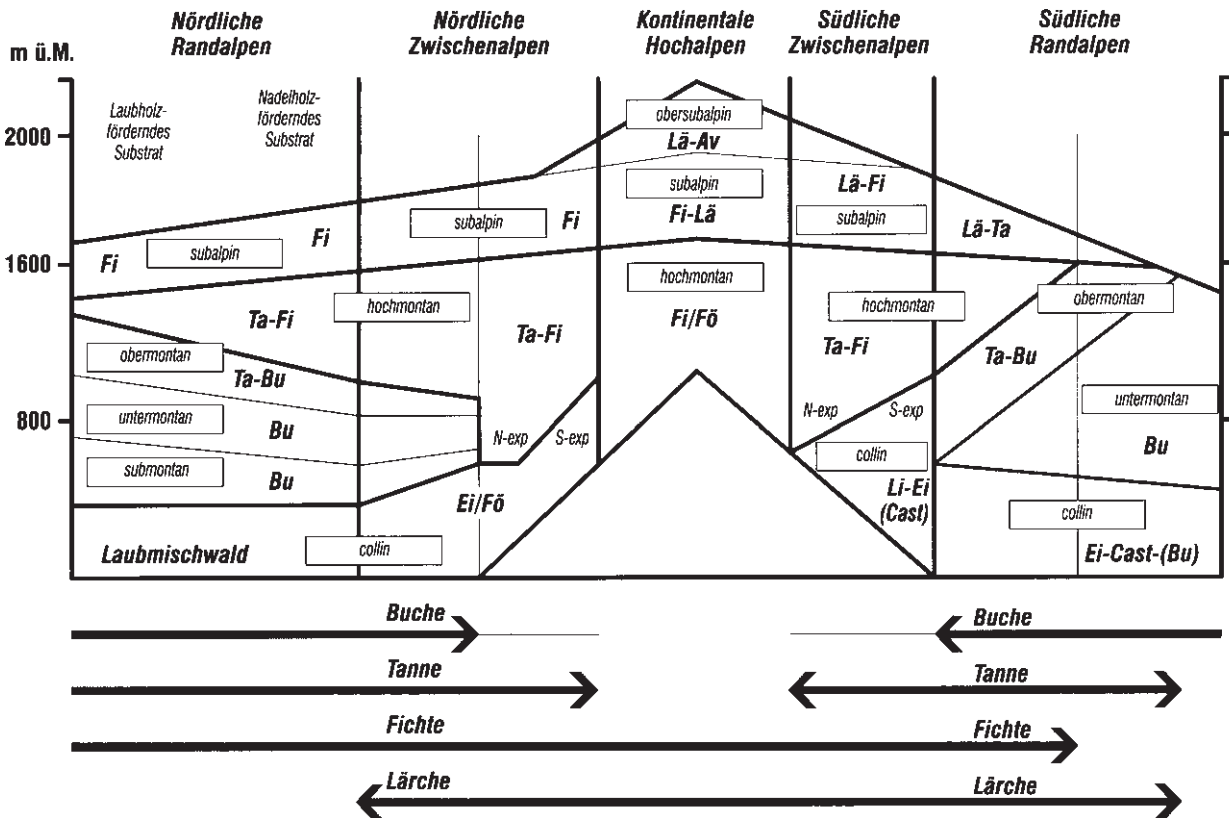 Nördliche
Randalpen
Nördliche
Zwischenalpen
Kontinentale
Hochalpen
Südliche
Zwischenalpen
Südliche
Randalpen
m ü.M.
Laubholz-
förderndes
Substrat
Nadelholz-
förderndes
Substrat
2000
1600
800
obersubalpin
Lä-Av
subalpin
Fi-Lä
Lä-Fi
subalpin
subalpin
Fi
Fi
subalpin
Fi
Lä-Ta
hochmontan
hochmontan
hochmontan
obermontan
Ta-Fi
Ta-Fi
Fi/Fö
Ta-Fi
Ta-Bu
obermontan
Ta-Bu
untermontan
untermontan
Bu
N-exp
S-exp
N-exp
S-exp
Bu
submontan
Bu
collin
Ei/Fö
Li-Ei
(Cast)
collin
Laubmischwald
collin
Ei-Cast-(Bu)
Buche
Buche
Tanne
Tanne
Fichte
Fichte
Lärche
Lärche